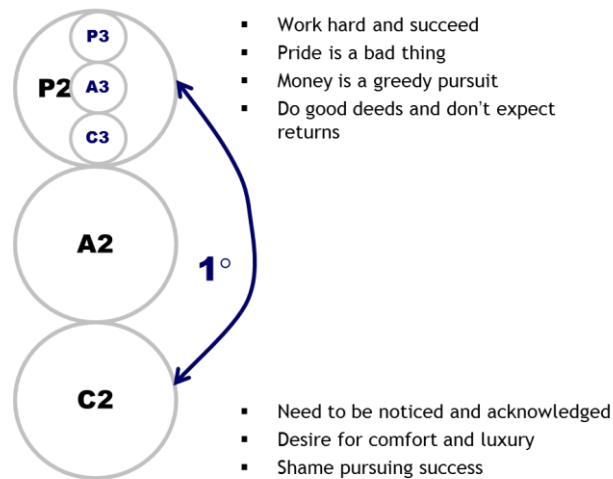 P3
P2
A3
C3
▪ Work hard and succeed
▪ Pride is a bad thing
▪ Money is a greedy pursuit
▪ Do good deeds and don't expect
returns
A2
1°
C2
▪ Need to be noticed and acknowledged
▪ Desire for comfort and luxury
▪ Shame pursuing success